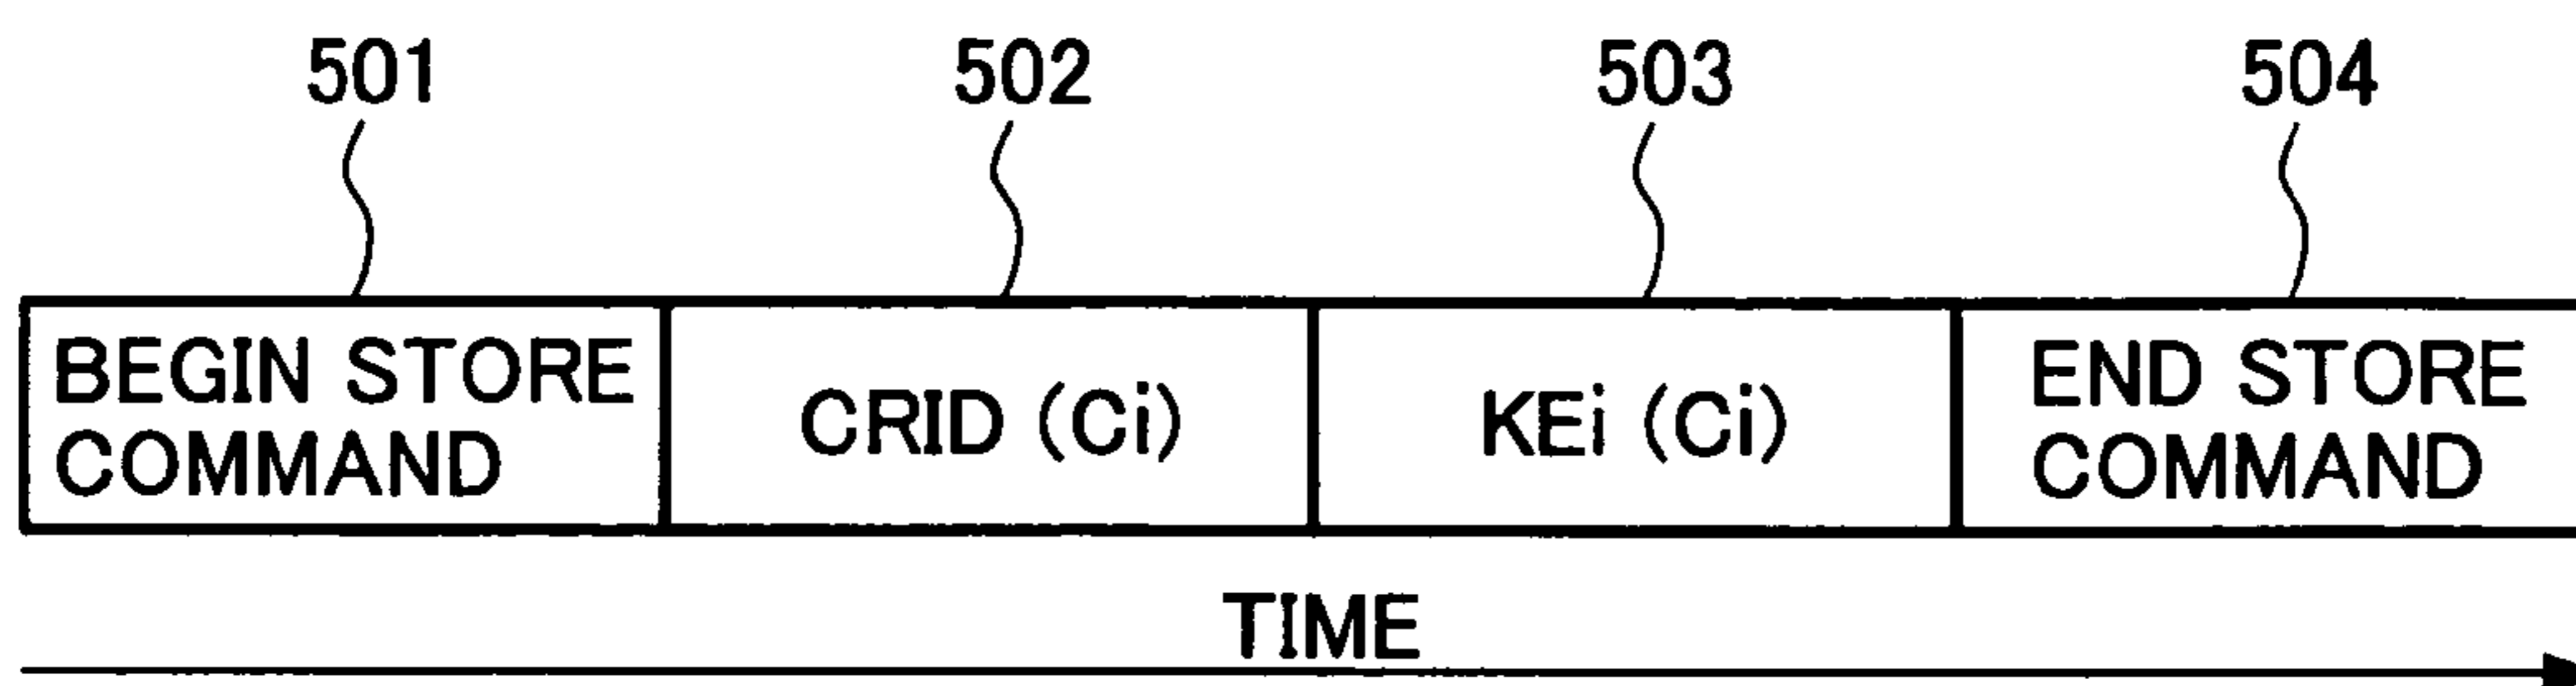 501 502 503 504
BEGIN STORE COMMAND
CRID (Ci)
KEi (Ci)
END STORE COMMAND
TIME